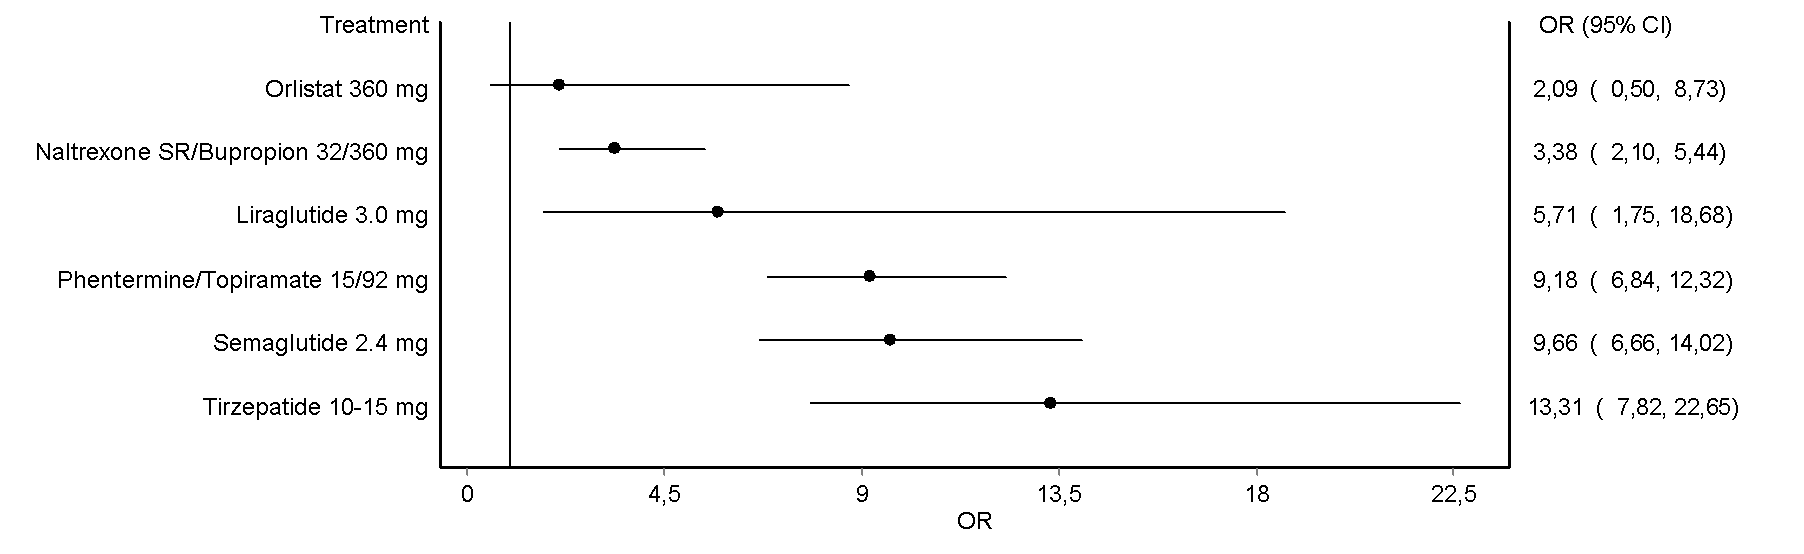 Treatment OR (95% CI)
Orlistat 360 mg 2,09 ( 0,50, 8,73)
Naltrexone SR/Bupropion 32/360 mg 3,38 ( 2,10, 5,44)
Liraglutide 3.0 mg 5,71 ( 1,75, 18,68)
Phentermine/Topiramate 15/92 mg 9,18 ( 6,84, 12,32)
Semaglutide 2.4 mg 9,66 ( 6,66, 14,02)
Tirzepatide 10-15 mg 13,31 ( 7,82, 22,65)
0 4,5 9 13,5 18 22,5
OR